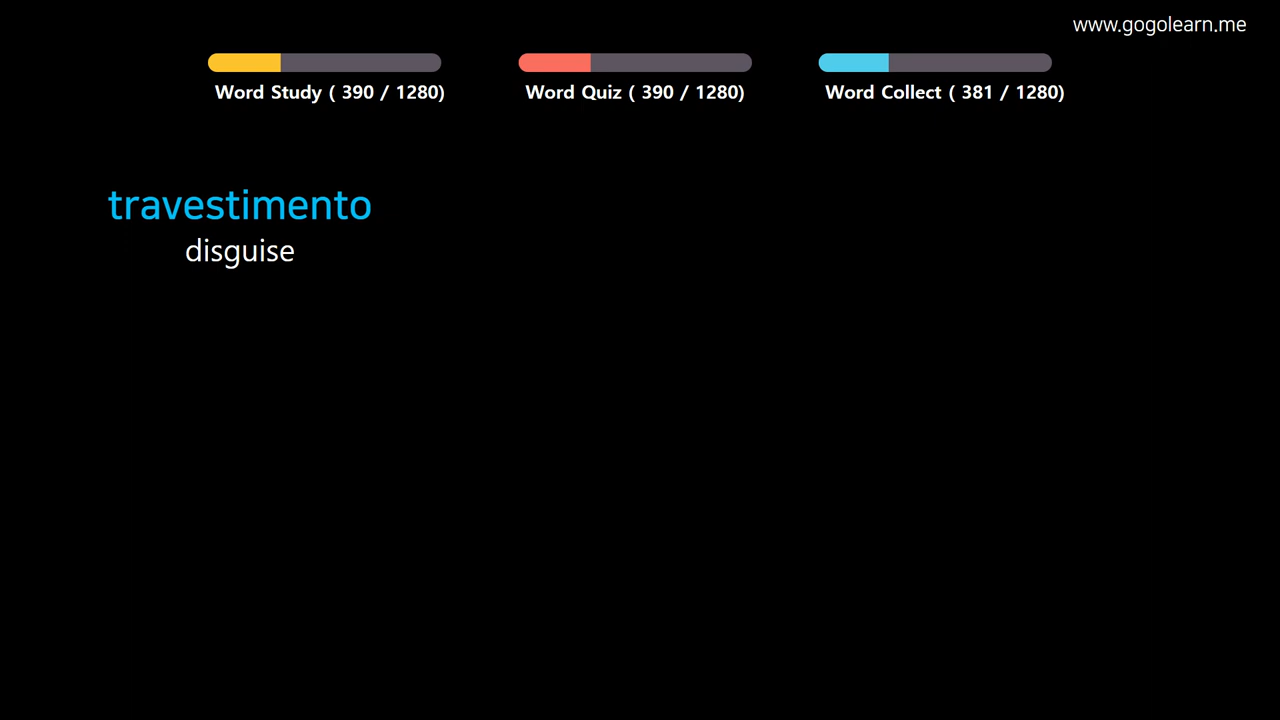 www.gogolearn.me
Word Study ( 390 / 1280)
Word Quiz ( 390 / 1280)
Word Collect ( 381 / 1280)
travestimento
disguise